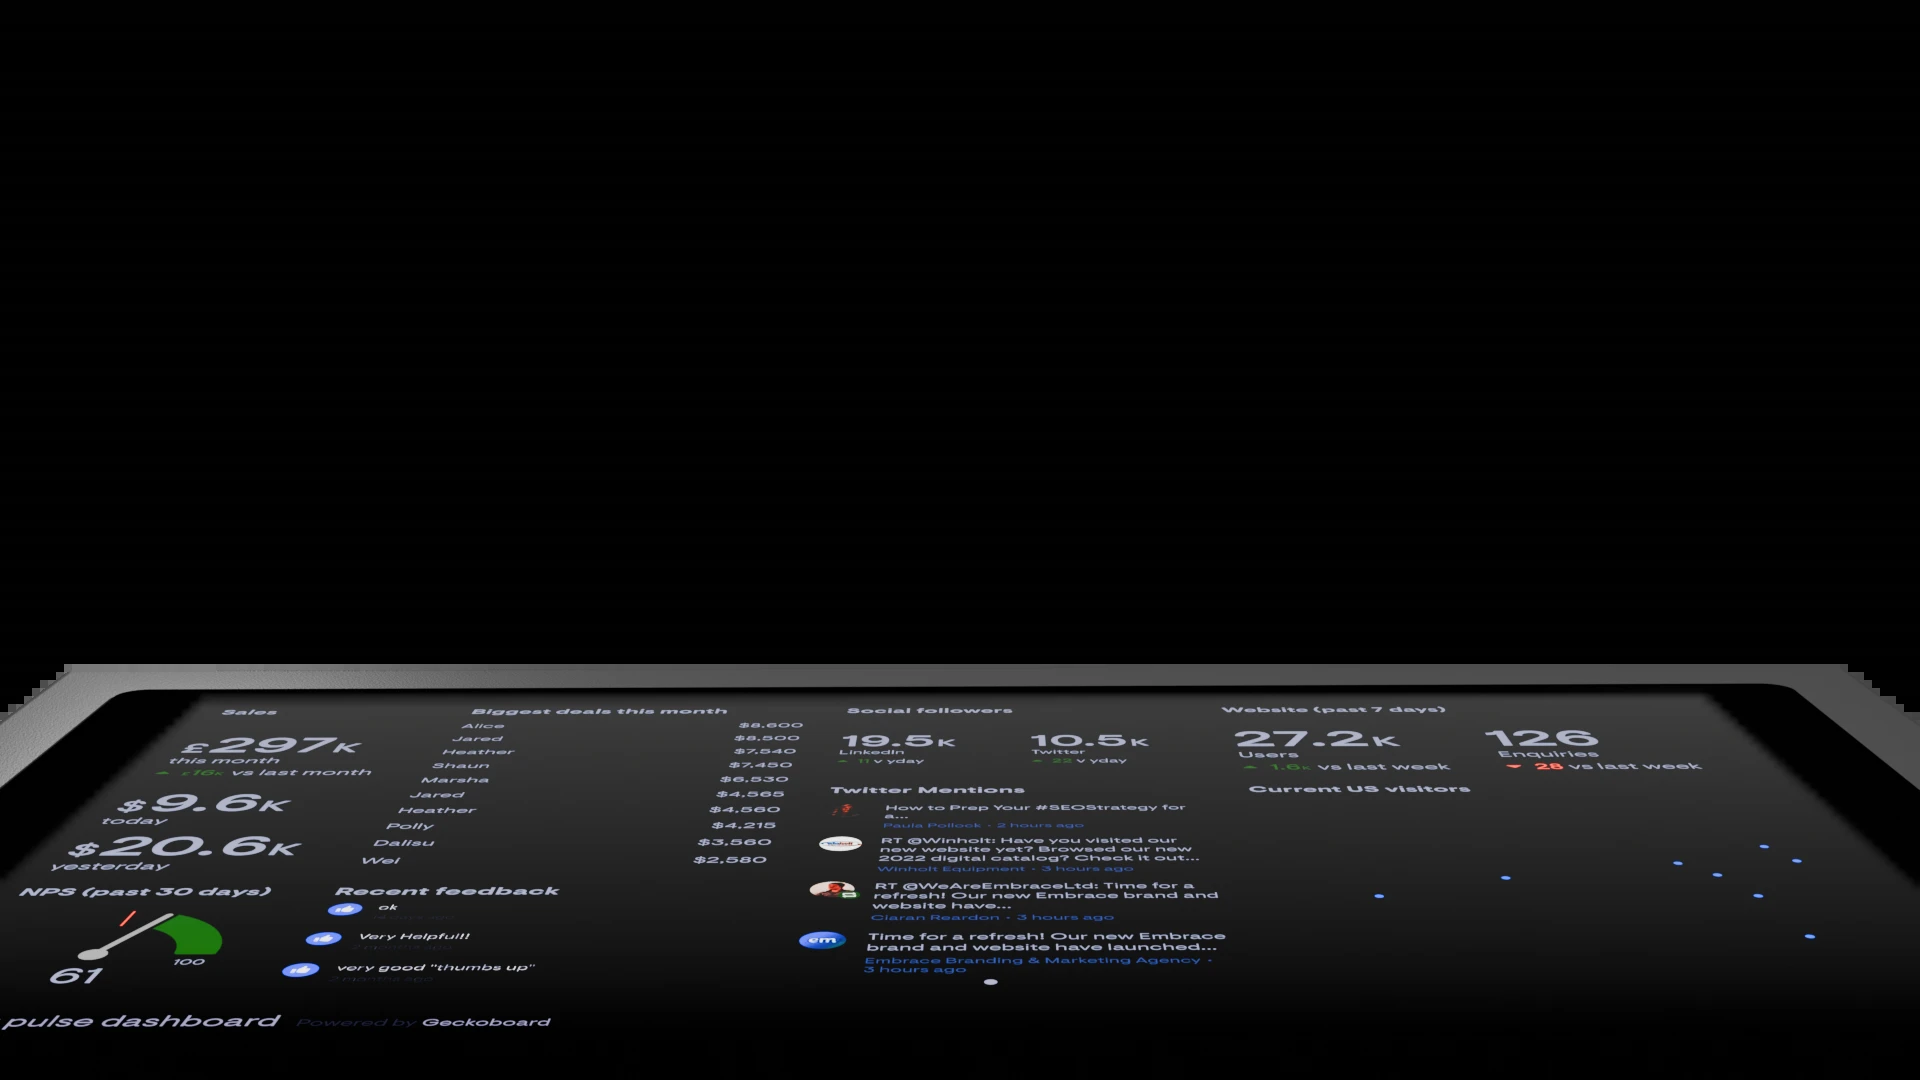 Sales
£297K
this month
£16K vs last month
$9.6K
today
$20.6K
yesterday
NPS (past 30 days)
100
61
Biggest deals this month
Alice $8,600
Jared $8,500
Heather $7,540
Shaun $7,450
Marsha $6,530
Jared $4,565
Heather $4,560
Polly $4,215
Dalisu $3,560
Wei $2,580
Recent feedback
ok
Very Helpful!!
2 months ago
very good "thumbs up"
2 months ago
Social followers
19.5K
LinkedIn
11 v yday
10.5K
Twitter
22 v yday
Twitter Mentions
How to Prep Your #SEOStrategy for
a...
Paula Pollock • 2 hours ago
RT @Winholt: Have you visited our
new website yet? Browsed our new
2022 digital catalog? Check it out...
Winholt Equipment • 3 hours ago
RT @WeAreEmbraceLtd: Time for a
refresh! Our new Embrace brand and
website have...
Ciaran Reardon • 3 hours ago
em
Time for a refresh! Our new Embrace
brand and website have launched...
Embrace Branding & Marketing Agency •
3 hours ago
Website (past 7 days)
27.2K
Users
1.6K vs last week
126
Enquiries
28 vs last week
Current US visitors
pulse dashboard Powered by Geckoboard